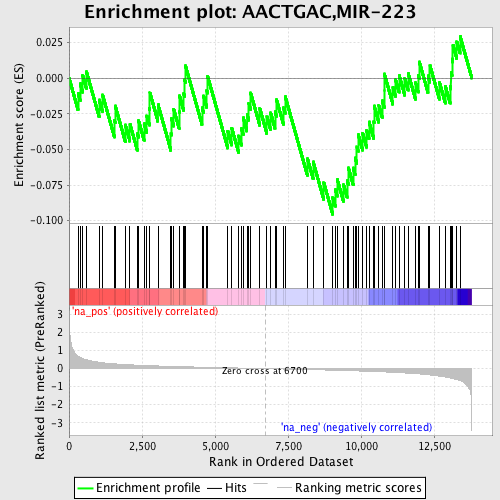 Enrichment plot: AACTGAC,MIR-223
Enrichment score (ES)
0.025
0.000
-0.025
-0.050
-0.075
-0.100
'na_pos' (positively correlated)
Ranked list metric (PreRanked)
3
2
1
0
-1
-2
-3
Zero cross at 6700
'na_neg' (negatively correlated)
0
2,500
5,000
7,500
10,000
12,500
Rank in Ordered Dataset
Enrichment profile
Hits
Ranking metric scores